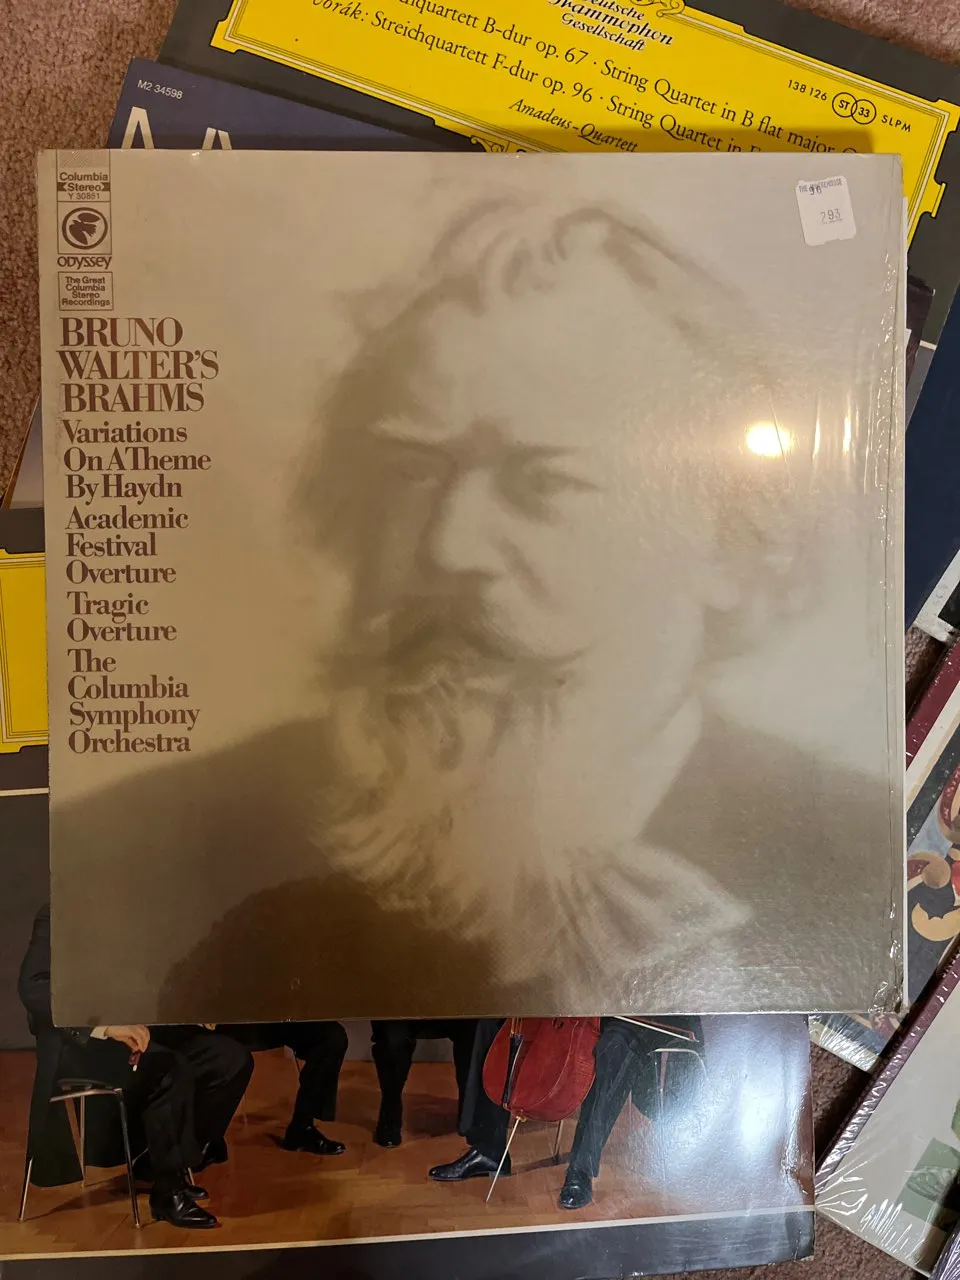 Deutsche
Grammophon
Gesellschaft
B-dur op. 67 · String Quartet in B flat major
Streichquartett F-dur op. 96 · String Quartet in
Amadeus-Quartett
138 126 ST 33 SLPM
M2 34598
Columbia
Stereo
Y 30851
ODYSSEY
The Great
Columbia
Stereo
Recordings
293
BRUNO
WALTER'S
BRAHMS
Variations
On A Theme
By Haydn
Academic
Festival
Overture
Tragic
Overture
The
Columbia
Symphony
Orchestra